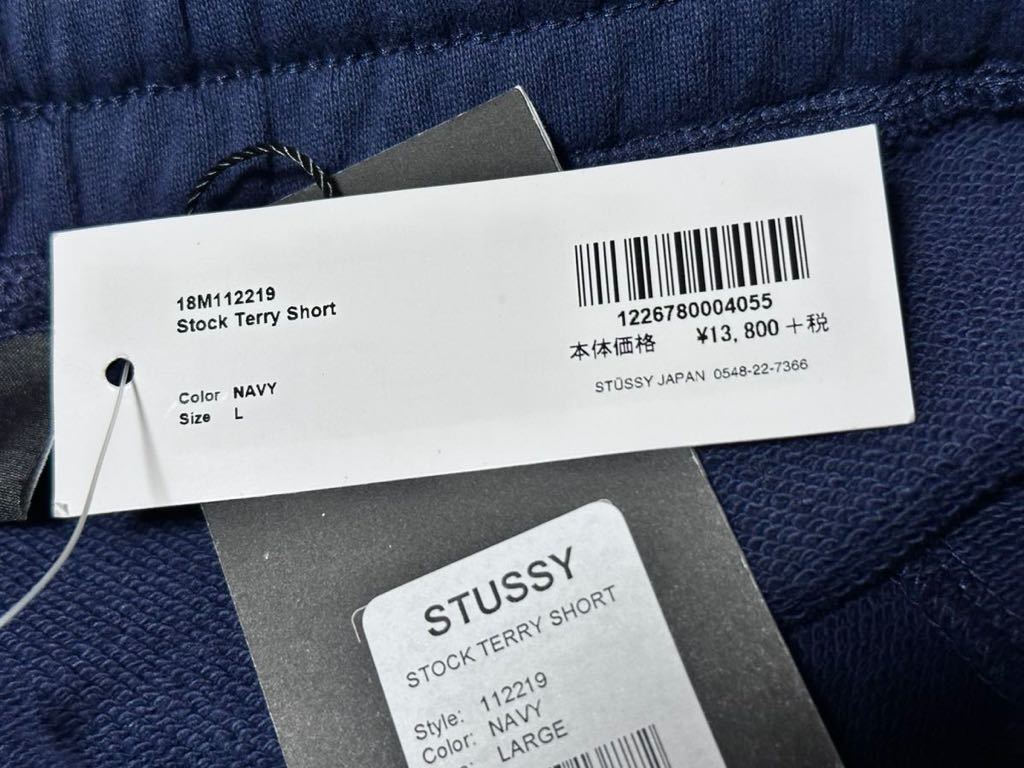 18M112219
Stock Terry Short
Color NAVY
Size L
1226780004055
本体価格 ¥13,800+税
STÜSSY JAPAN 0548-22-7366
STUSSY
STOCK TERRY SHORT
Style: 112219
Color: NAVY
LARGE